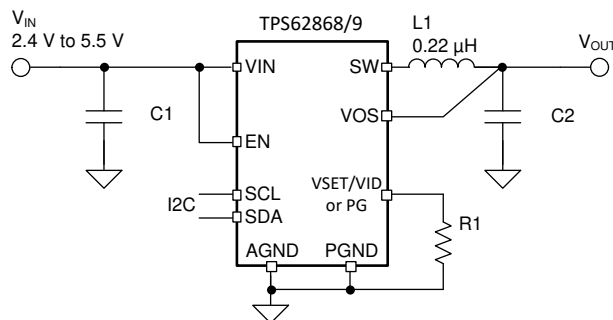 TPS62868/9
VIN
2.4 V to 5.5 V
L1
0.22 µH
VOUT
VIN
SW
C1
VOS
C2
EN
VSET/VID
or PG
SCL
I2C
SDA
R1
AGND
PGND